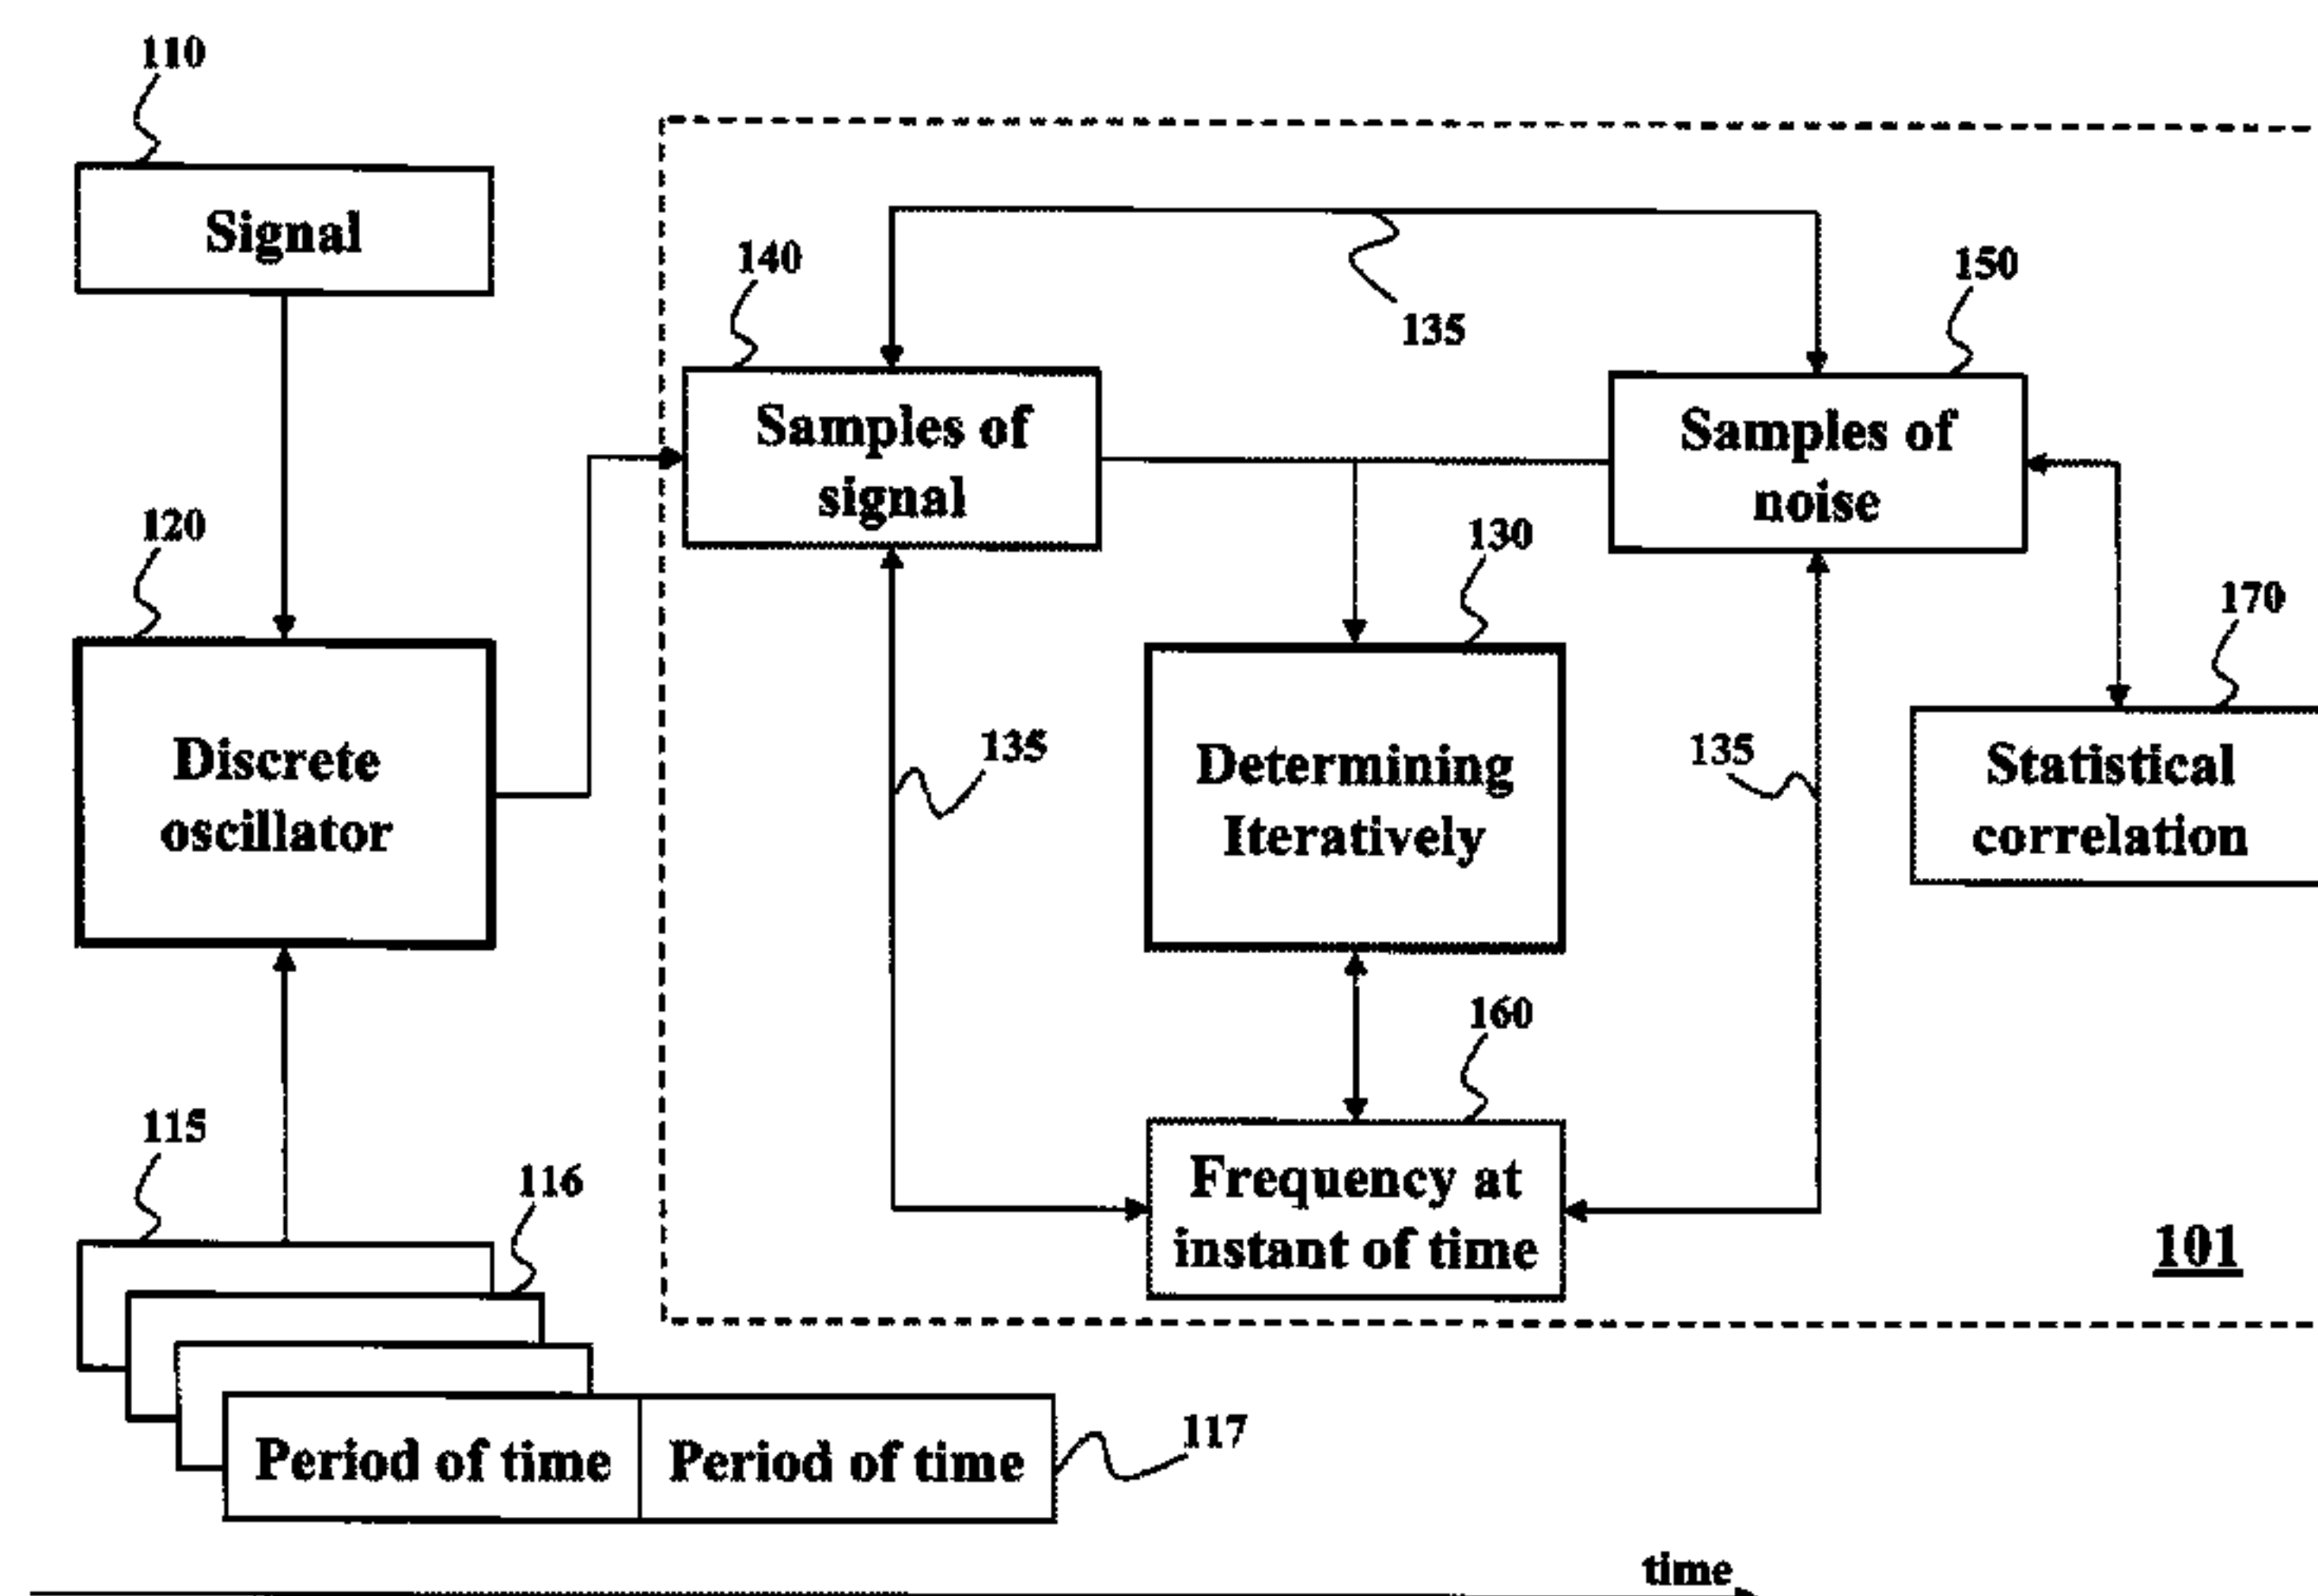 110
Signal
140
135
150
Samples of
signal
Samples of
noise
120
130
170
Discrete
oscillator
135
Determining
Iteratively
135
Statistical
correlation
160
115
116
Frequency at
instant of time
101
117
Period of time
Period of time
time